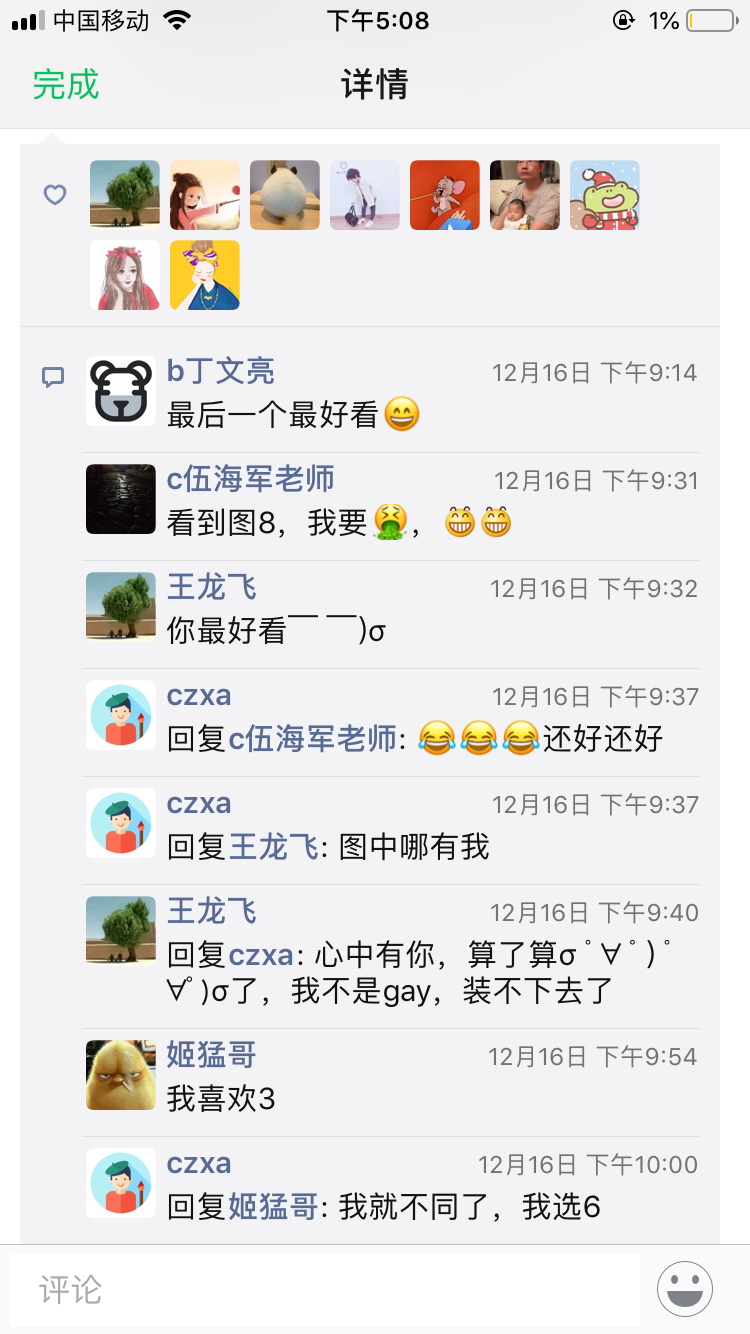 中国移动 下午5:08 1%
完成 详情
b丁文亮 12月16日 下午9:14
最后一个最好看😄
c伍海军老师 12月16日 下午9:31
看到图8，我要🤮，😁😁
王龙飞 12月16日 下午9:32
你最好看￣ ￣)σ
czxa 12月16日 下午9:37
回复c伍海军老师: 😂😂😂还好还好
czxa 12月16日 下午9:37
回复王龙飞: 图中哪有我
王龙飞 12月16日 下午9:40
回复czxa: 心中有你，算了算σ ﾟ∀ ﾟ) ﾟ
∀ﾟ)σ了，我不是gay，装不下去了
姬猛哥 12月16日 下午9:54
我喜欢3
czxa 12月16日 下午10:00
回复姬猛哥: 我就不同了，我选6
评论